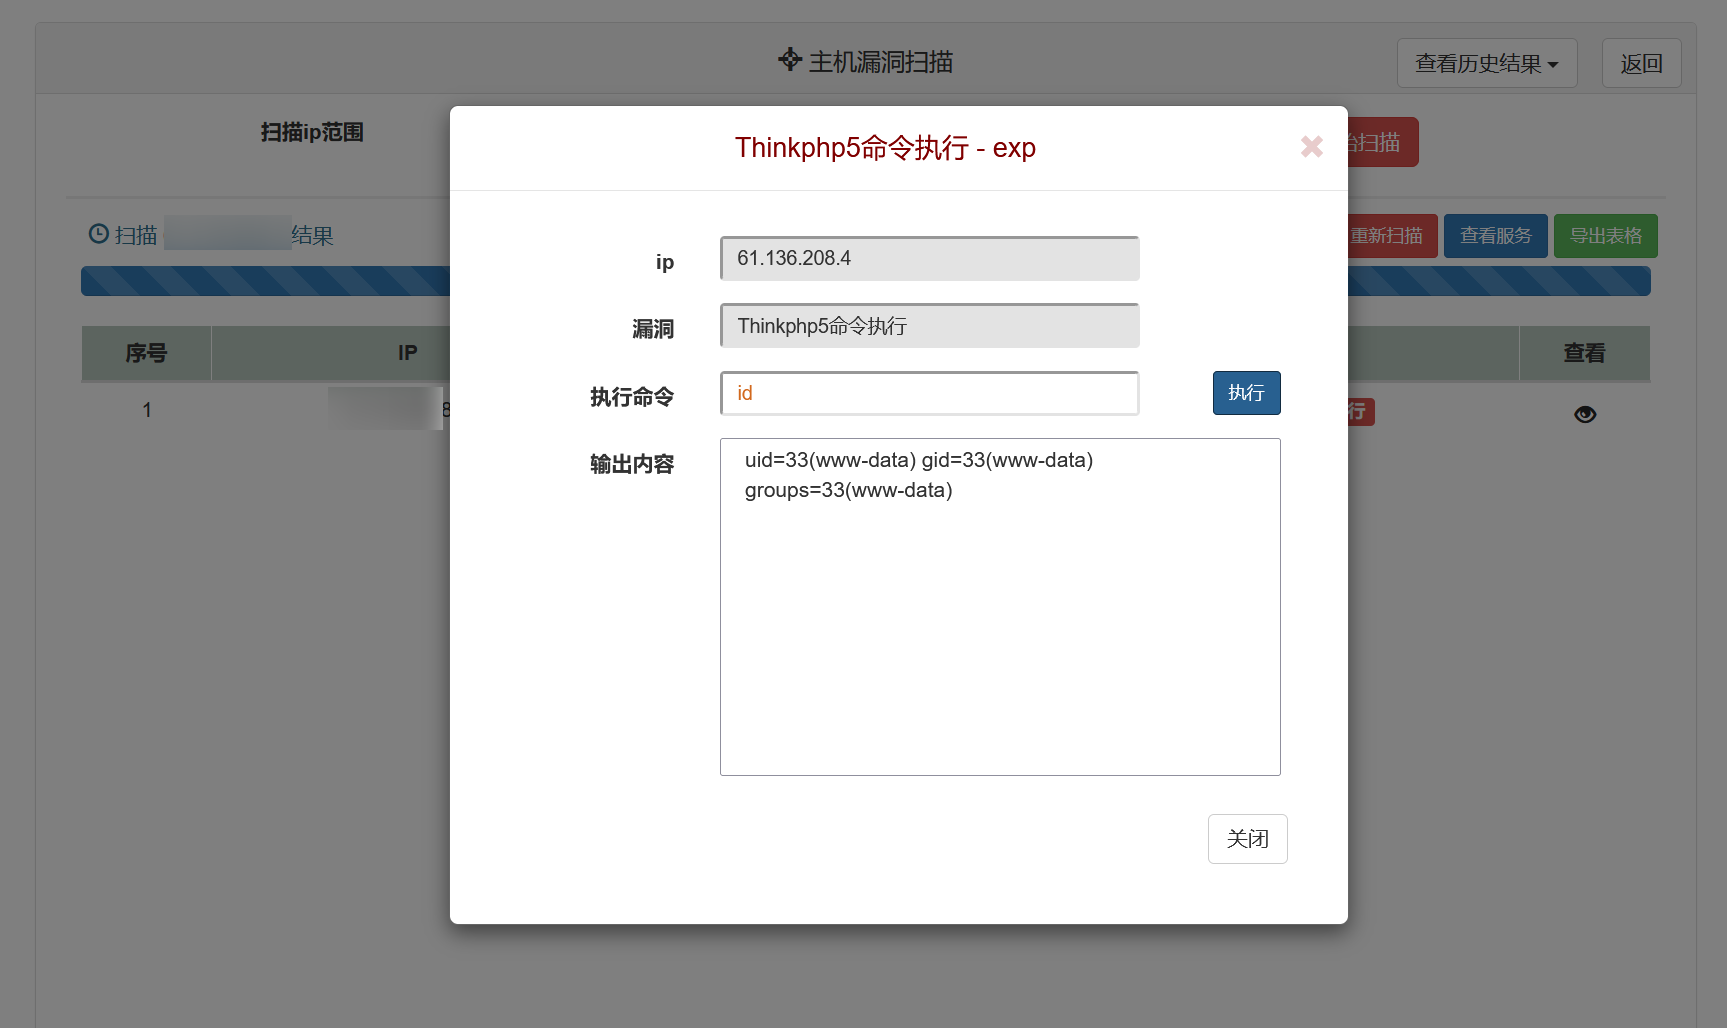 主机漏洞扫描
查看历史结果
返回
扫描ip范围
扫描
扫描
结果
重新扫描
查看服务
导出表格
序号
IP
查看
1
8
行
Thinkphp5命令执行 - exp
ip
61.136.208.4
漏洞
Thinkphp5命令执行
执行命令
id
执行
输出内容
uid=33(www-data) gid=33(www-data)
groups=33(www-data)
关闭